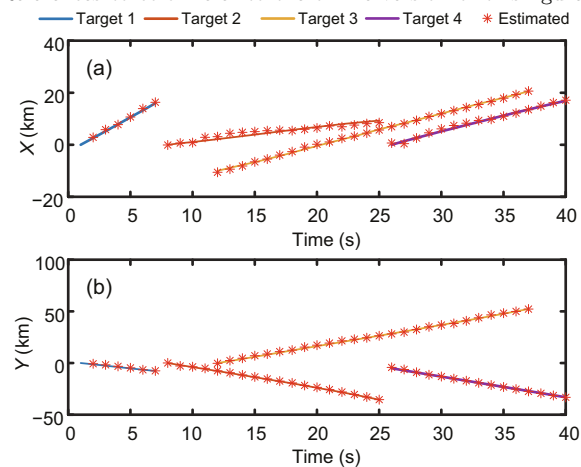 Target 1 Target 2 Target 3 Target 4 Estimated
(a)
40
20
0
−20
X (km)
0 5 10 15 20 25 30 35 40
Time (s)
(b)
100
50
0
−50
Y (km)
0 5 10 15 20 25 30 35 40
Time (s)